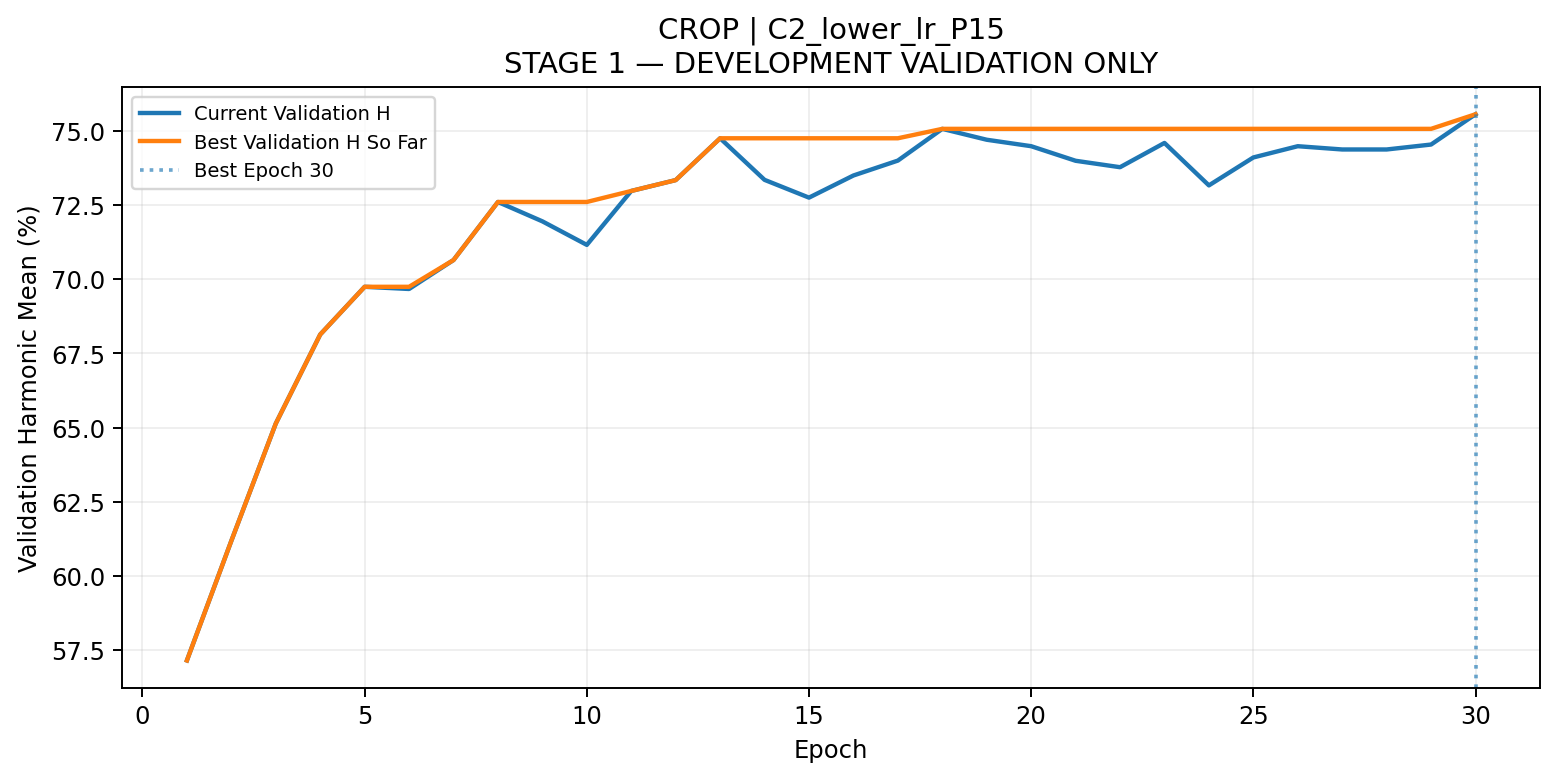 CROP | C2_lower_lr_P15
STAGE 1 — DEVELOPMENT VALIDATION ONLY
Current Validation H
Best Validation H So Far
Best Epoch 30
Validation Harmonic Mean (%)
75.0
72.5
70.0
67.5
65.0
62.5
60.0
57.5
0 5 10 15 20 25 30
Epoch